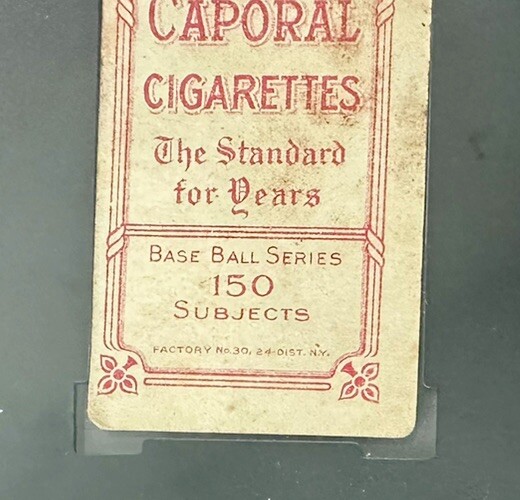 CAPORAL
CIGARETTES
The Standard
for Years
BASE BALL SERIES
150
SUBJECTS
FACTORY No. 30, 24-DIST. N.Y.